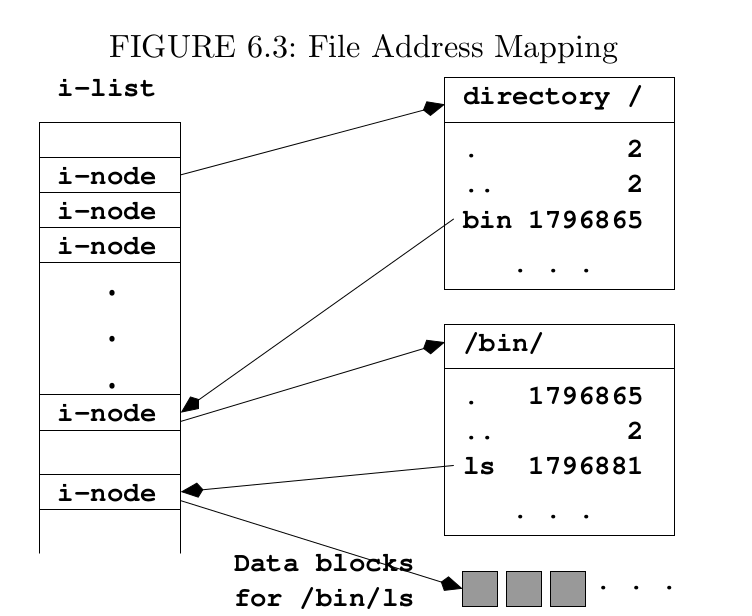 FIGURE 6.3: File Address Mapping
i-list
i-node
i-node
i-node
.
.
.
i-node
i-node
directory /
. 2
.. 2
bin 1796865
. . .
/bin/
. 1796865
.. 2
ls 1796881
. . .
Data blocks
for /bin/ls
. . .